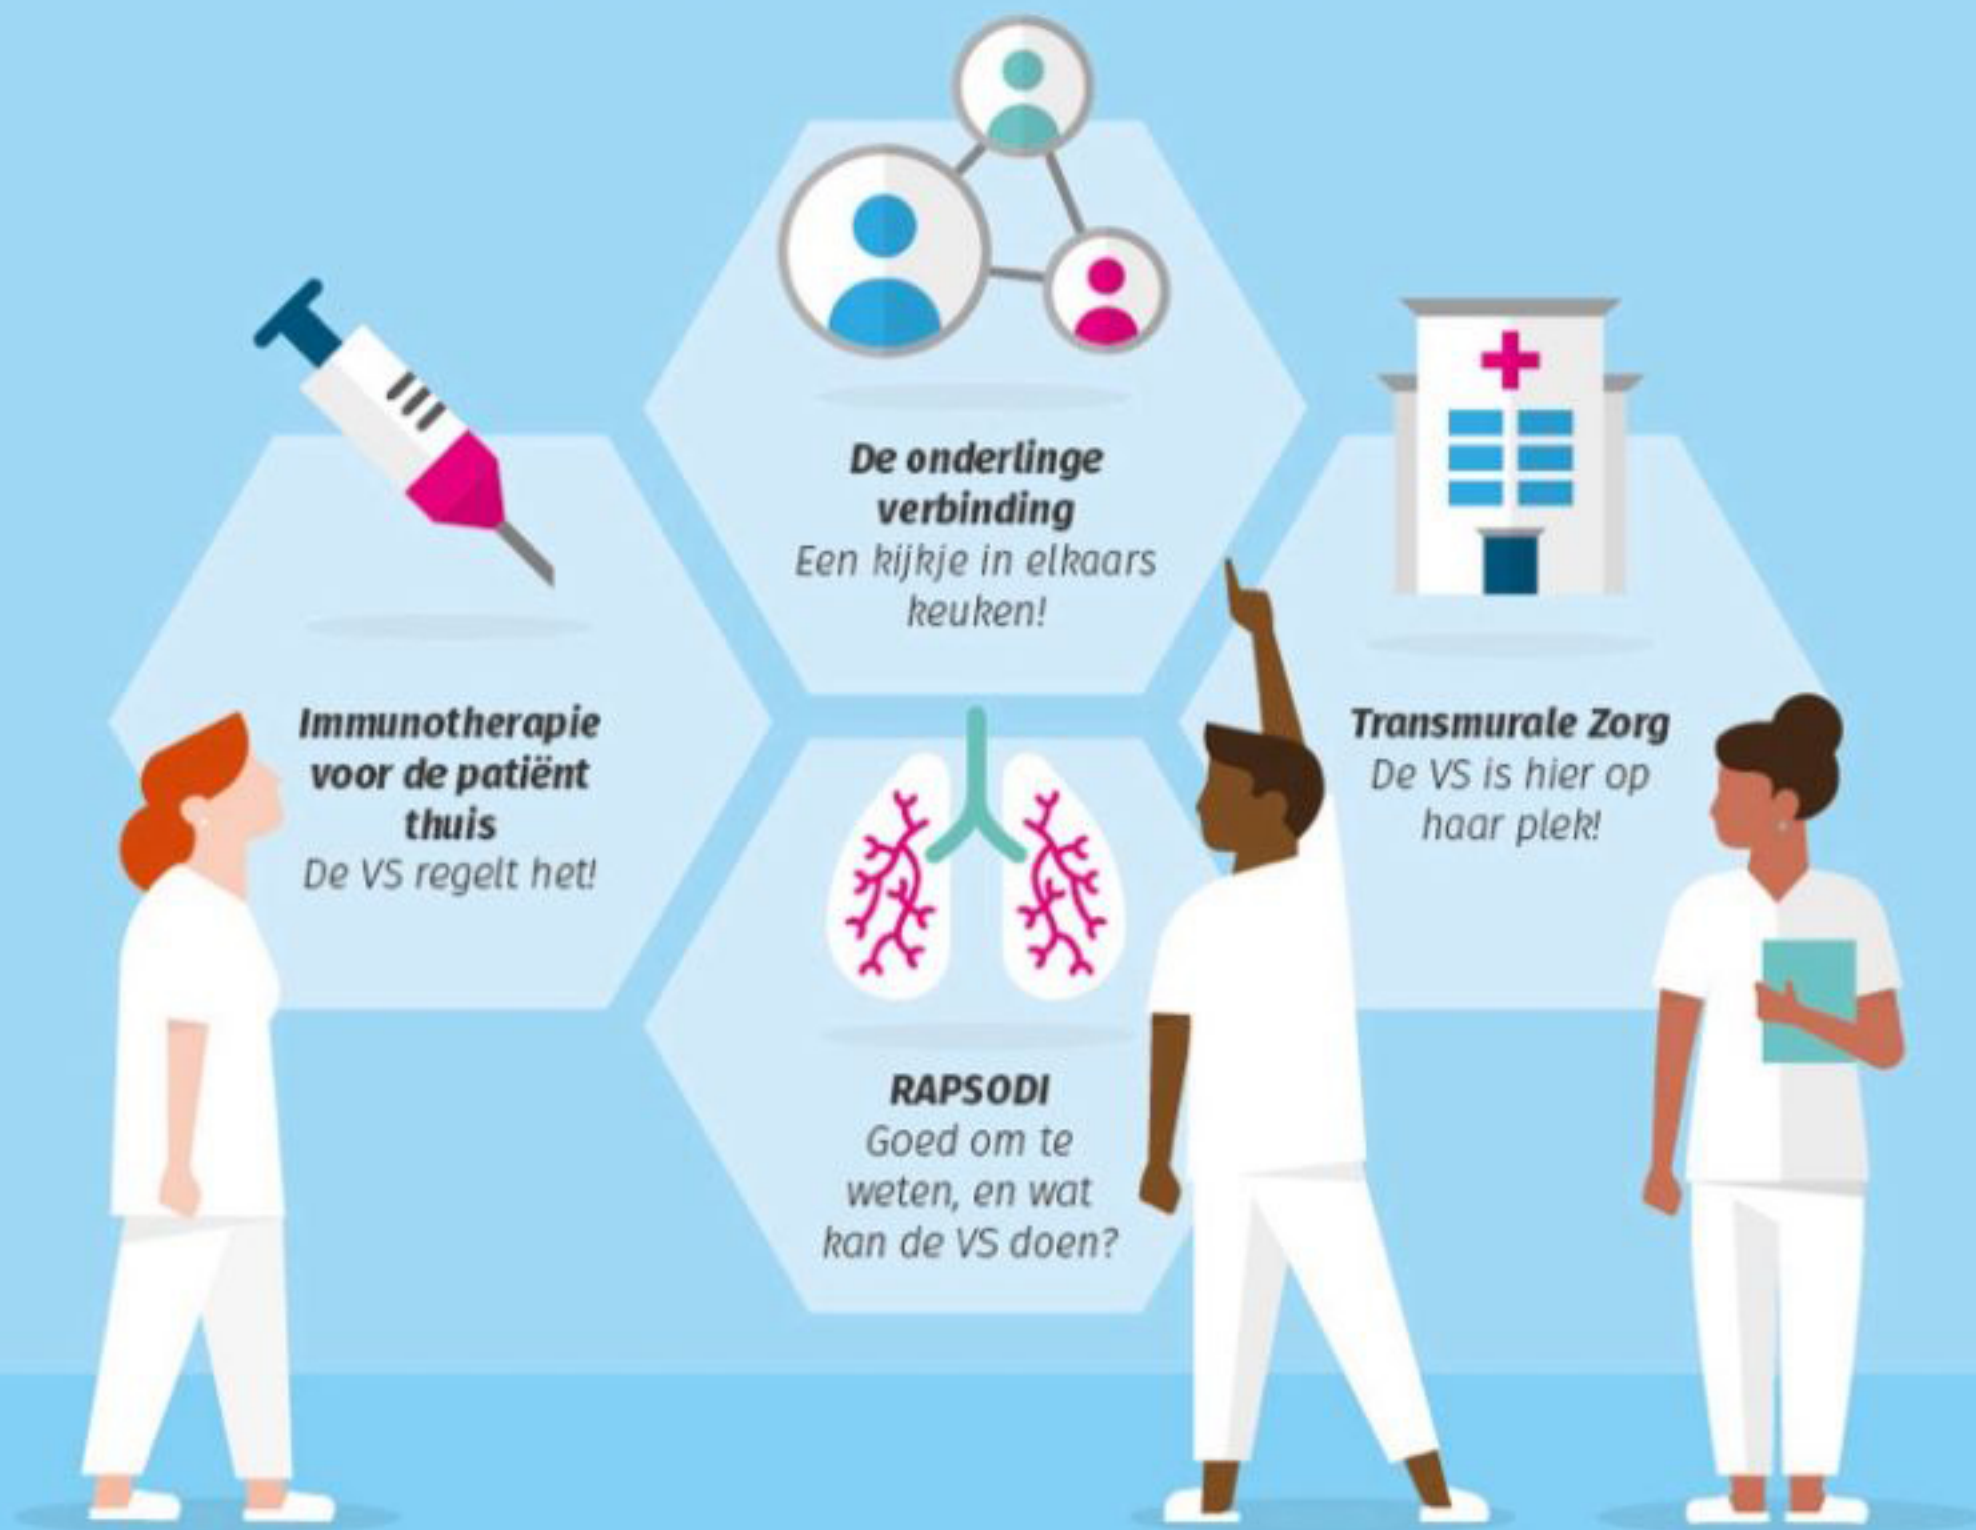 De onderlinge
verbinding
Een kijkje in elkaars
keuken!
Immunotherapie
voor de patiënt
thuis
De VS regelt het!
Transmurale Zorg
De VS is hier op
haar plek!
RAPSODI
Goed om te
weten, en wat
kan de VS doen?